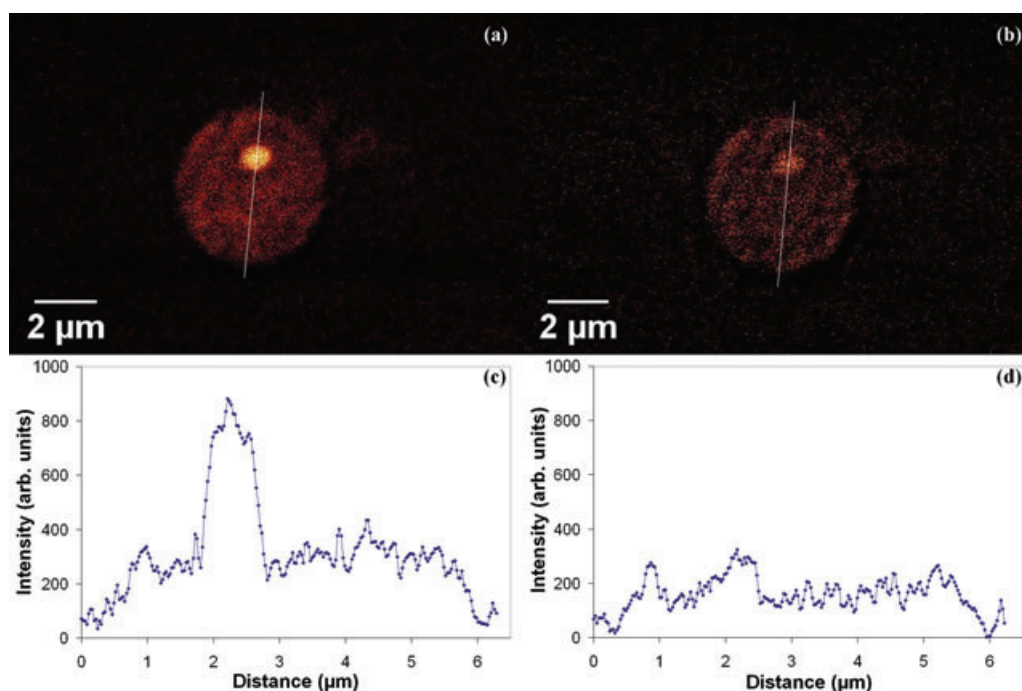 (a)
(b)
2 µm
2 µm
(c)
(d)
Intensity (arb. units)
1000
800
600
400
200
0
0 1 2 3 4 5 6
Distance (µm)
Intensity (arb. units)
1000
800
600
400
200
0
0 1 2 3 4 5 6
Distance (µm)